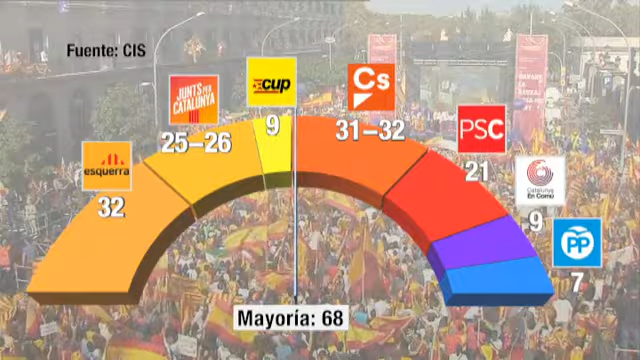 Fuente: CIS
esquerra
32
JUNTS PER
CATALUNYA
25–26
cup
9
Cs
31–32
PSC
21
Catalunya
En Comú
9
PP
7
Mayoría: 68